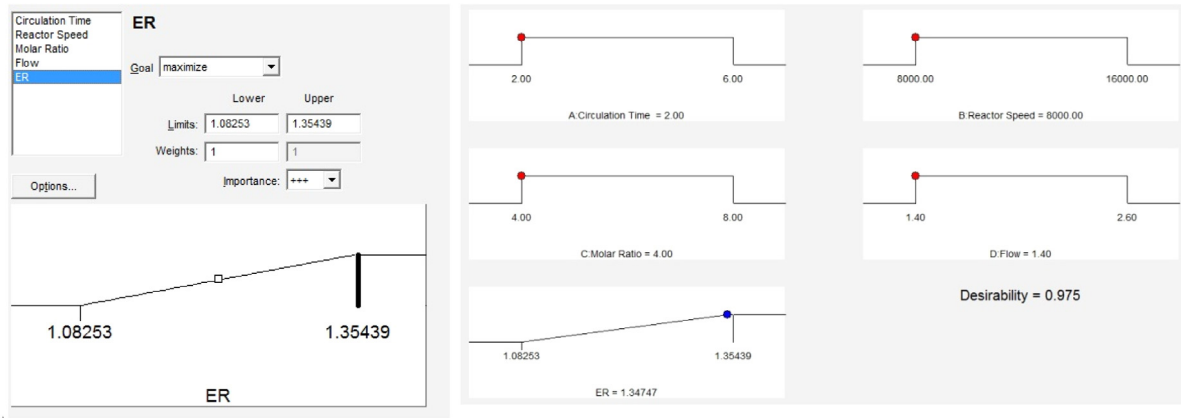 Circulation Time
Reactor Speed
Molar Ratio
Flow
ER
ER
Goal maximize
Lower Upper
Limits: 1.08253 1.35439
Weights: 1 1
Importance: +++
Options...
1.08253 1.35439
ER
2.00 6.00
A:Circulation Time = 2.00
8000.00 16000.00
B:Reactor Speed = 8000.00
4.00 8.00
C:Molar Ratio = 4.00
1.40 2.60
D:Flow = 1.40
1.08253 1.35439
ER = 1.34747
Desirability = 0.975